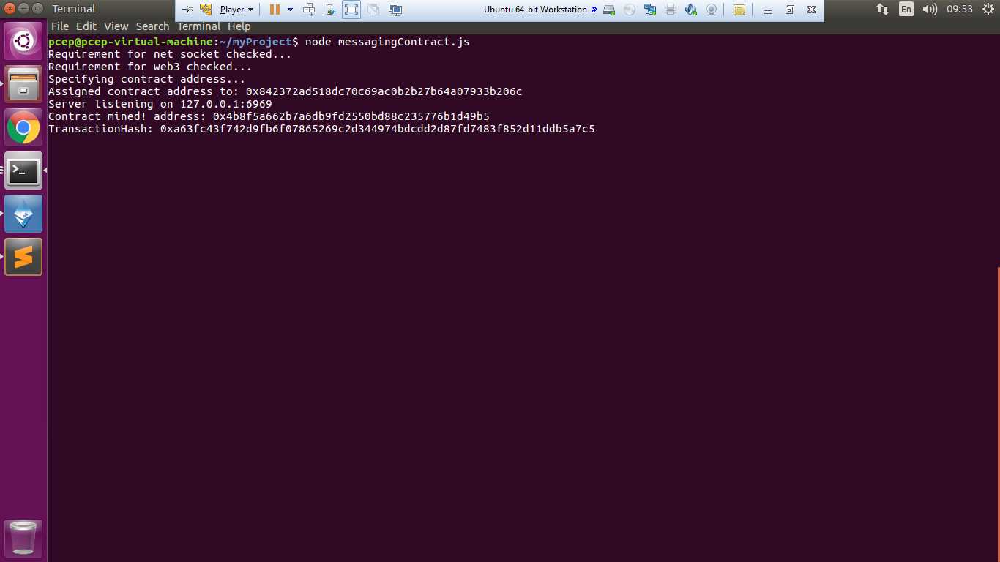 Terminal
Player
Ubuntu 64-bit Workstation
En
09:53
File Edit View Search Terminal Help
pcep@pcep-virtual-machine:~/myProject$ node messagingContract.js
Requirement for net socket checked...
Requirement for web3 checked...
Specifying contract address...
Assigned contract address to: 0x842372ad518dc70c69ac0b2b27b64a07933b206c
Server listening on 127.0.0.1:6969
Contract mined! address: 0x4b8f5a662b7a6db9fd2550bd88c235776b1d49b5
TransactionHash: 0xa63fc43f742d9fb6f07865269c2d344974bdcdd2d87fd7483f852d11ddb5a7c5